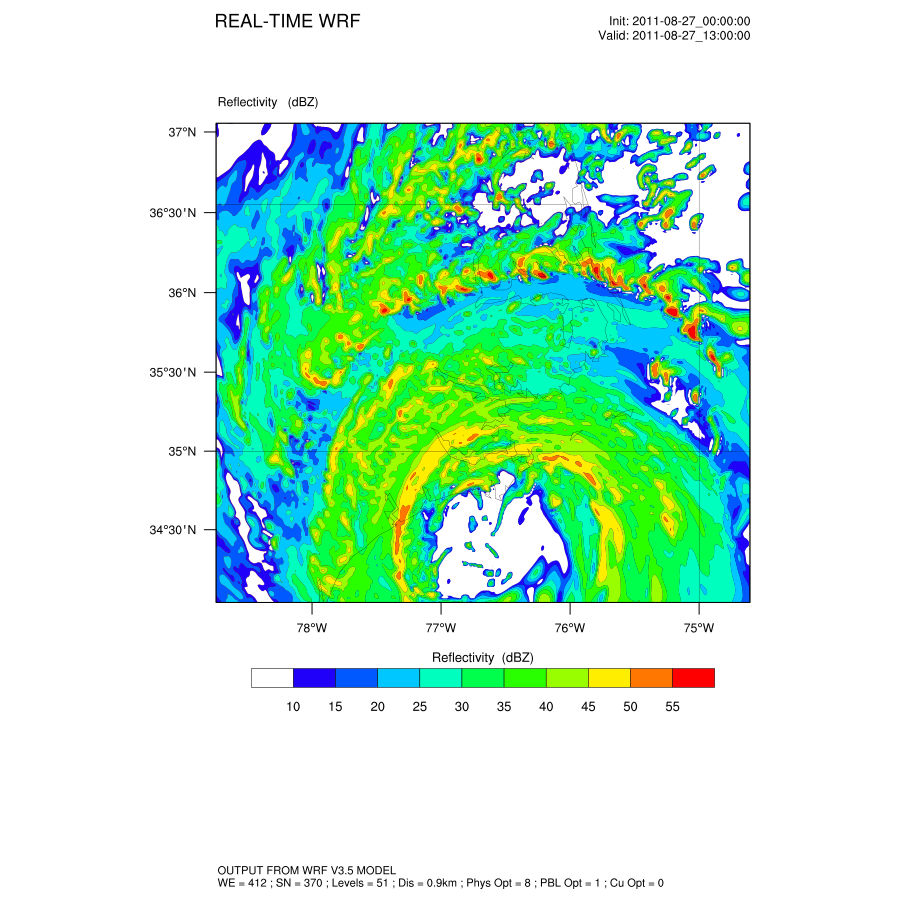 REAL-TIME WRF
Init: 2011-08-27_00:00:00
Valid: 2011-08-27_13:00:00
Reflectivity (dBZ)
37°N
36°30'N
36°N
35°30'N
35°N
34°30'N
78°W 77°W 76°W 75°W
Reflectivity (dBZ)
10 15 20 25 30 35 40 45 50 55
OUTPUT FROM WRF V3.5 MODEL
WE = 412 ; SN = 370 ; Levels = 51 ; Dis = 0.9km ; Phys Opt = 8 ; PBL Opt = 1 ; Cu Opt = 0